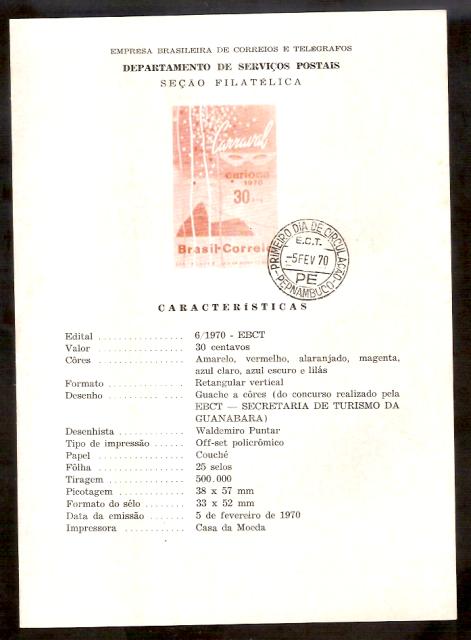 EMPRESA BRASILEIRA DE CORREIOS E TELÉGRAFOS
DEPARTAMENTO DE SERVIÇOS POSTAIS
SEÇÃO FILATÉLICA
Carnaval
carioca
1970
30
Brasil-Correio
PRIMEIRO DIA DE CIRCULAÇÃO
E.C.T.
-5 FEV 70
PE
PERNAMBUCO
CARACTERÍSTICAS
Edital ................. 6/1970 - EBCT
Valor ................. 30 centavos
Côres ................. Amarelo, vermelho, alaranjado, magenta,
azul claro, azul escuro e lilás
Formato ............... Retangular vertical
Desenho .......... .... Guache a côres (do concurso realizado pela
EBCT — SECRETARIA DE TURISMO DA
GUANABARA)
Desenhista ............ Waldemiro Puntar
Tipo de impressão ...... Off-set policrômico
Papel ................. Couché
Fôlha ................. 25 selos
Tiragem ............... 500.000
Picotagem ............. 38 x 57 mm
Formato do sêlo ........ 33 x 52 mm
Data da emissão ....... 5 de fevereiro de 1970
Impressora ............ Casa da Moeda